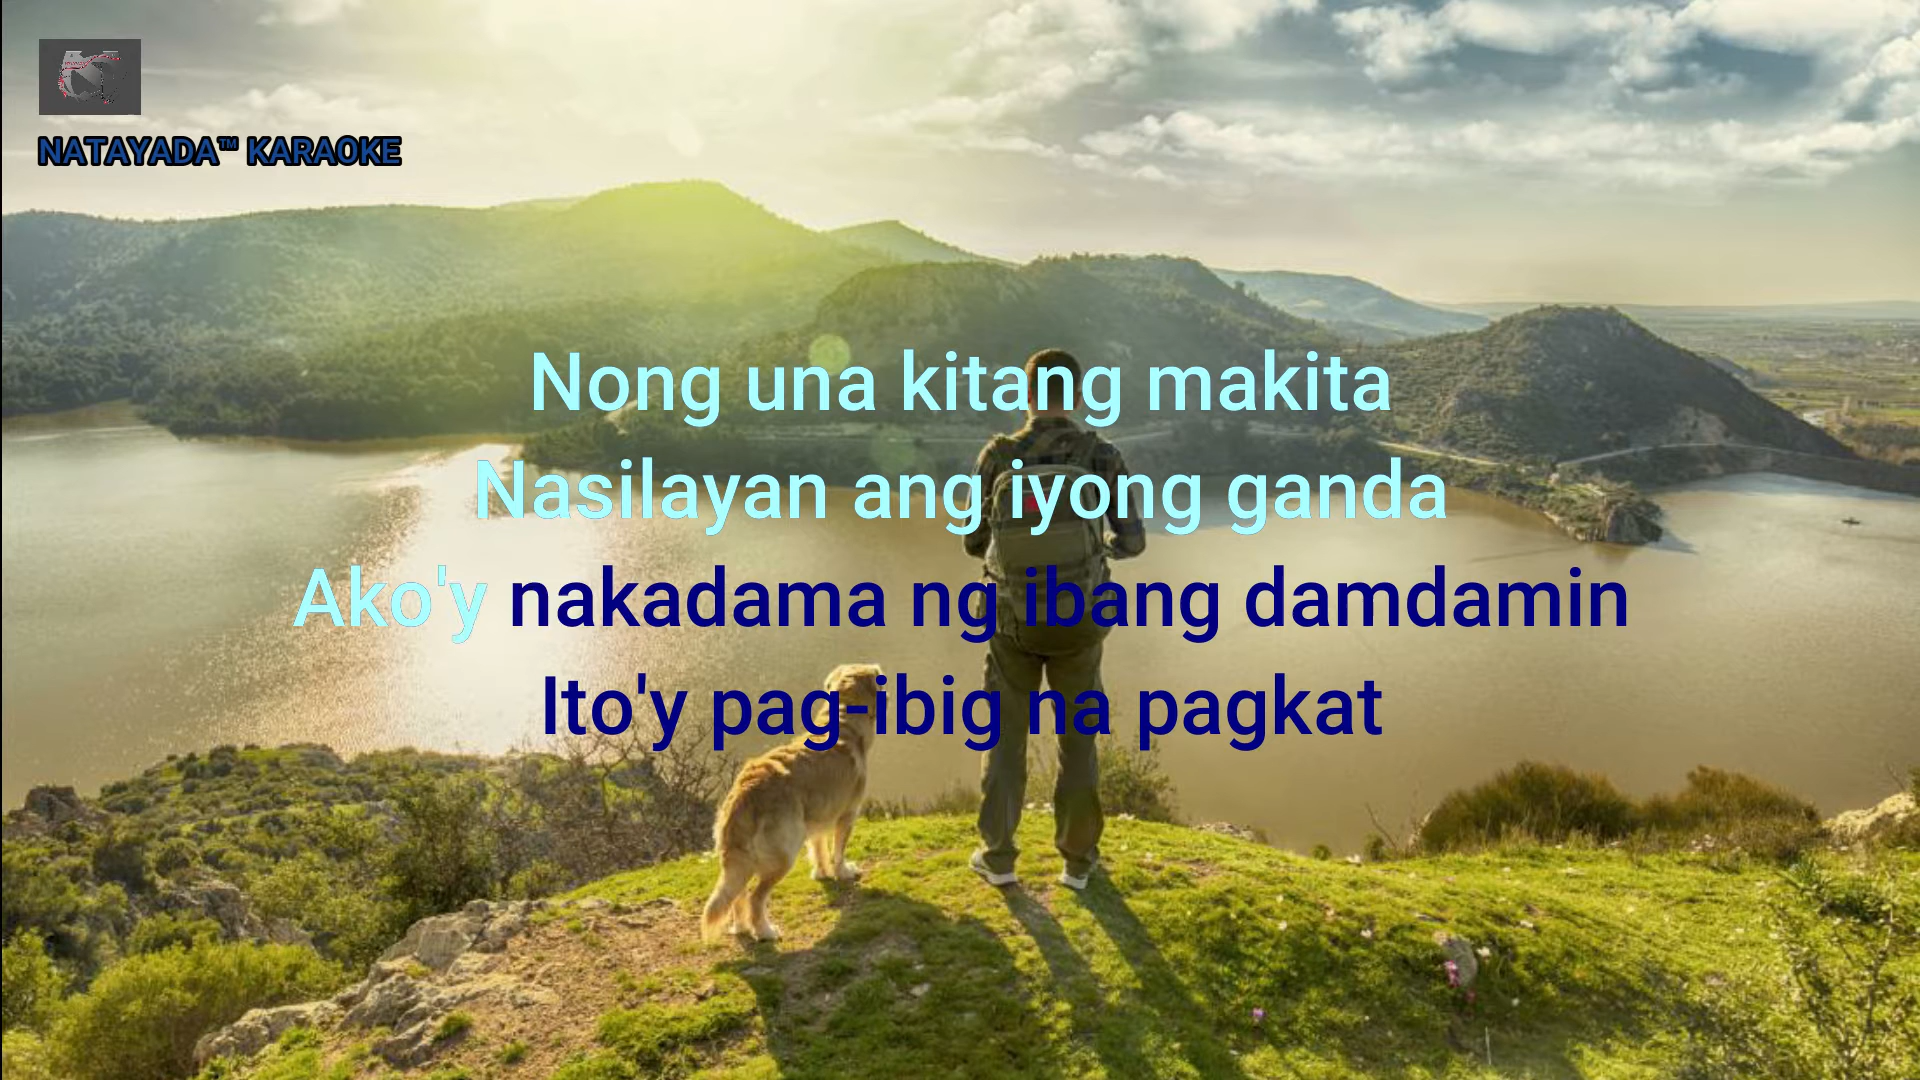 NATAYADA™ KARAOKE
Nong una kitang makita
Nasilayan ang iyong ganda
Ako'y nakadama ng ibang damdamin
Ito'y pag-ibig na pagkat